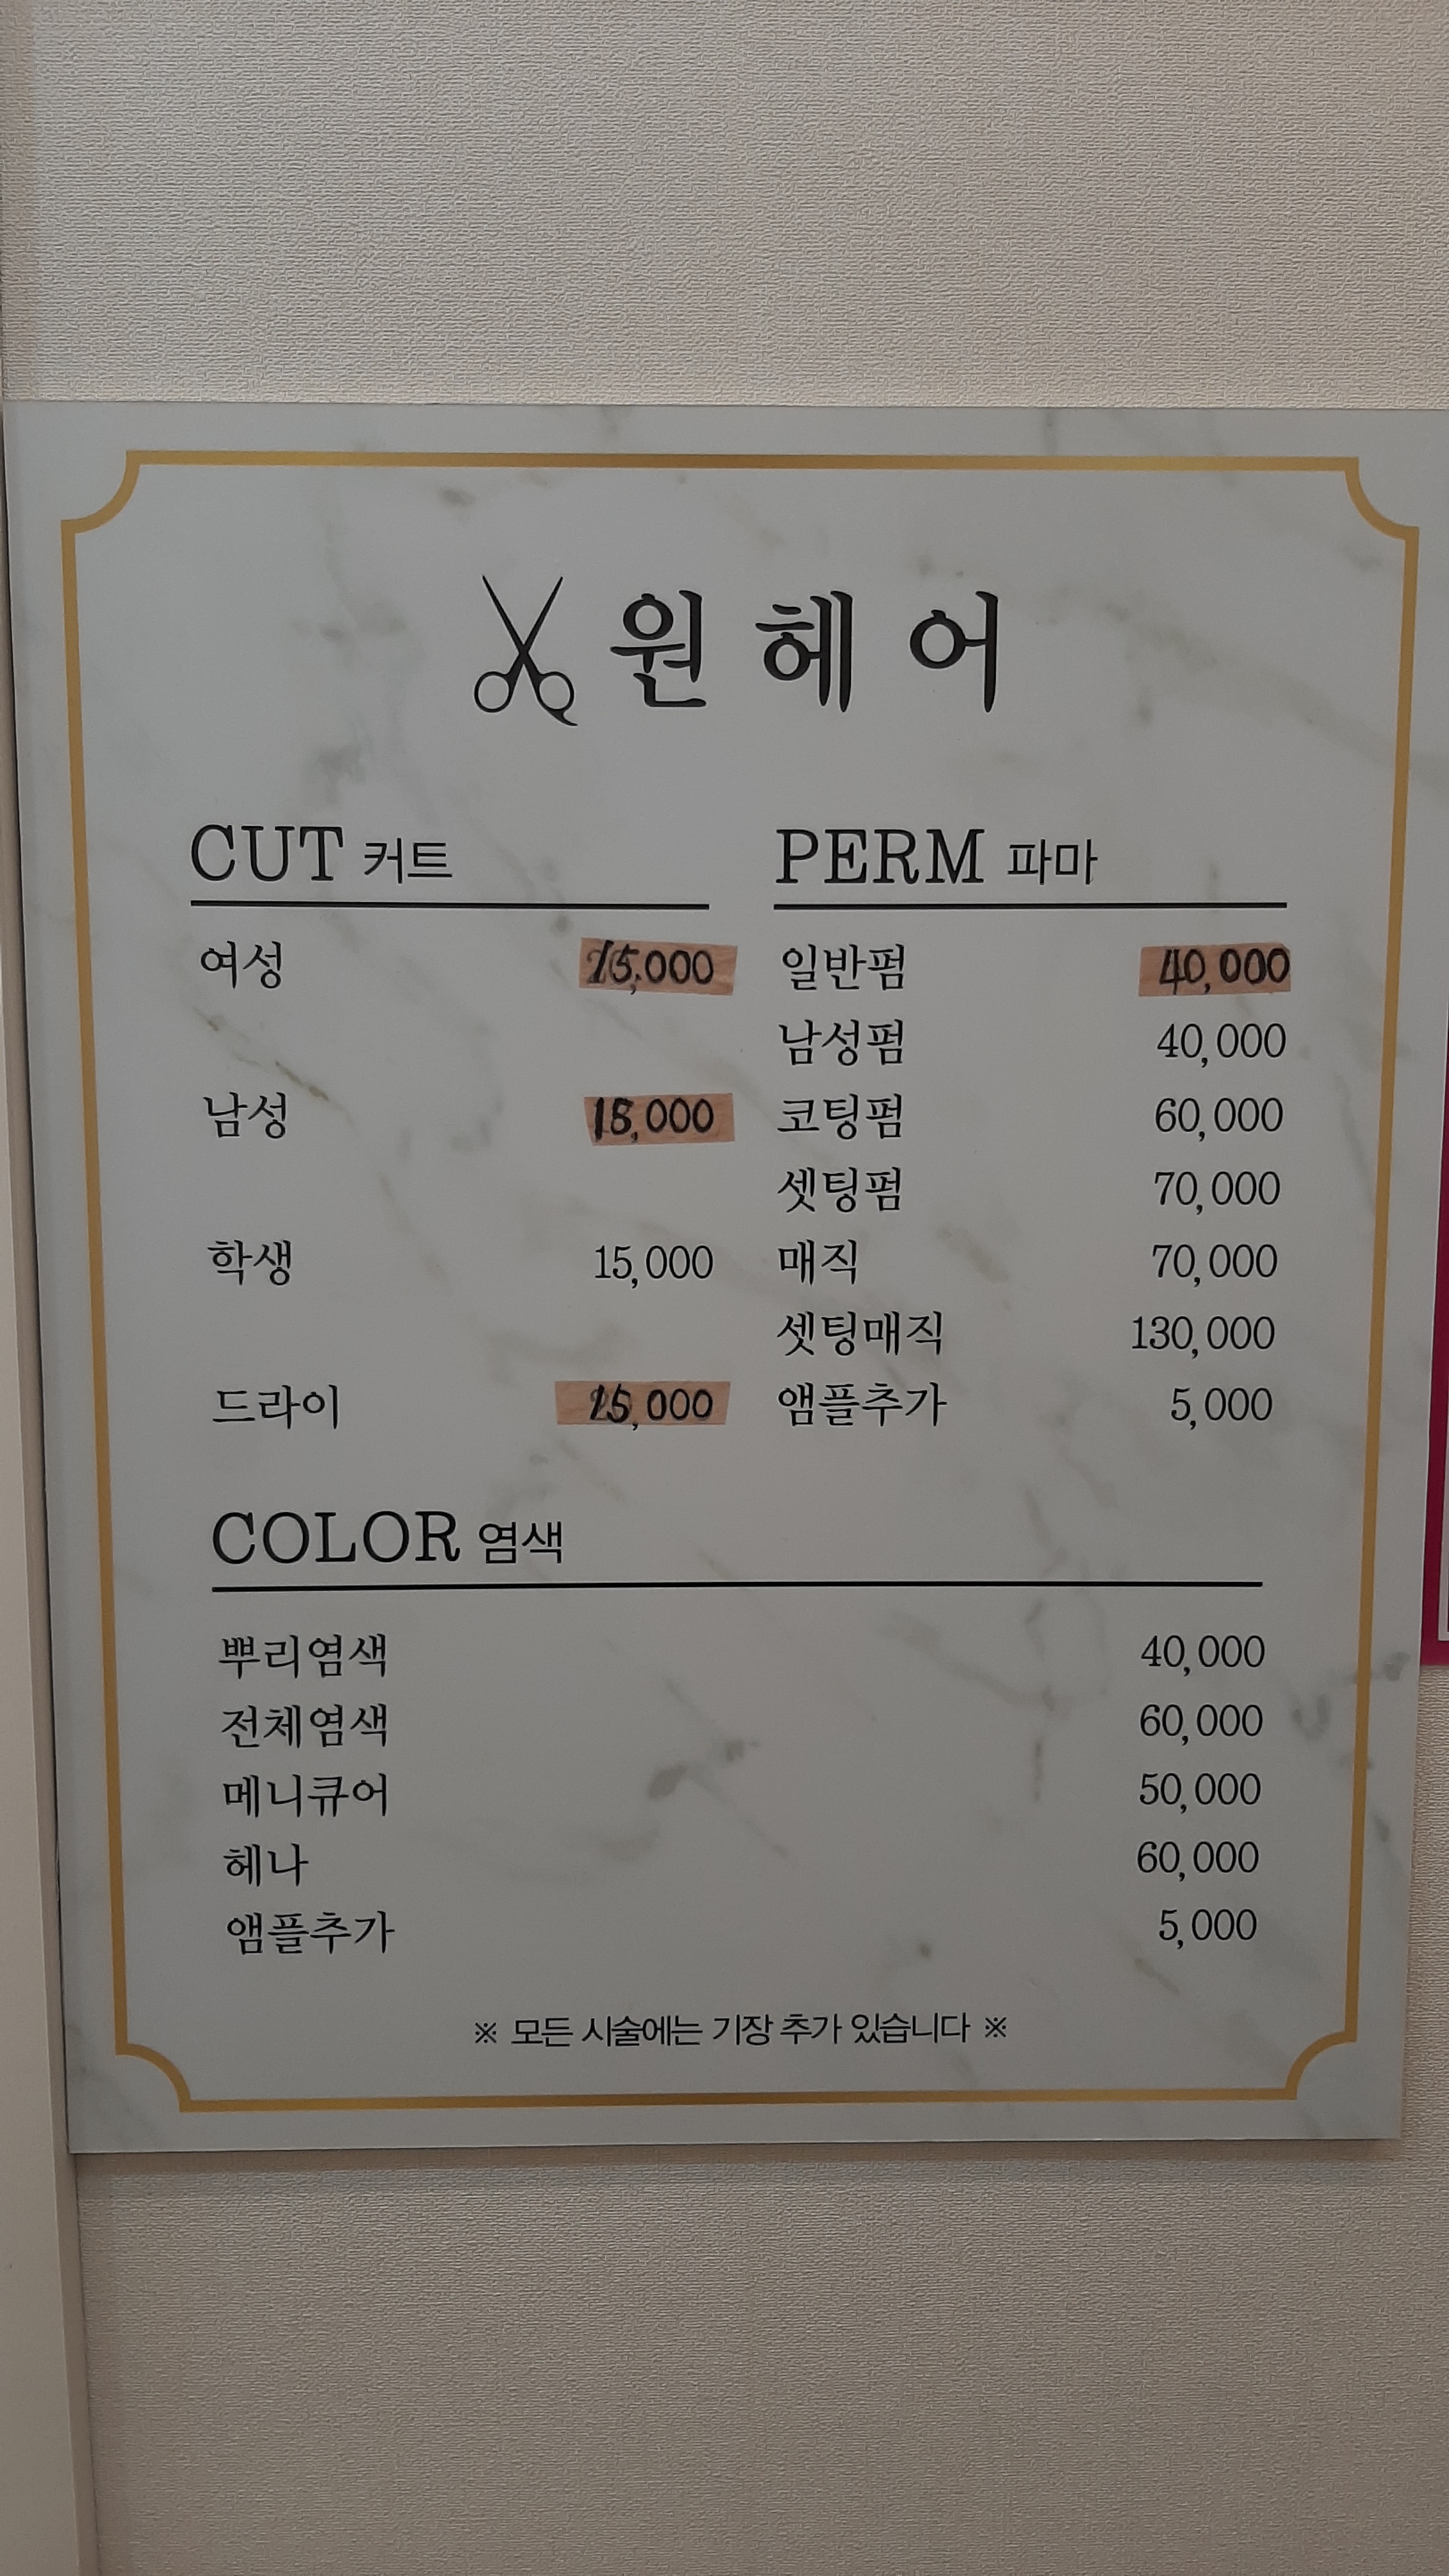 원헤어
CUT 커트
여성 15,000
남성 15,000
학생 15,000
드라이 15,000
PERM 파마
일반펌 40,000
남성펌 40,000
코팅펌 60,000
셋팅펌 70,000
매직 70,000
셋팅매직 130,000
앰플추가 5,000
COLOR 염색
뿌리염색 40,000
전체염색 60,000
메니큐어 50,000
헤나 60,000
앰플추가 5,000
※ 모든 시술에는 기장 추가 있습니다 ※